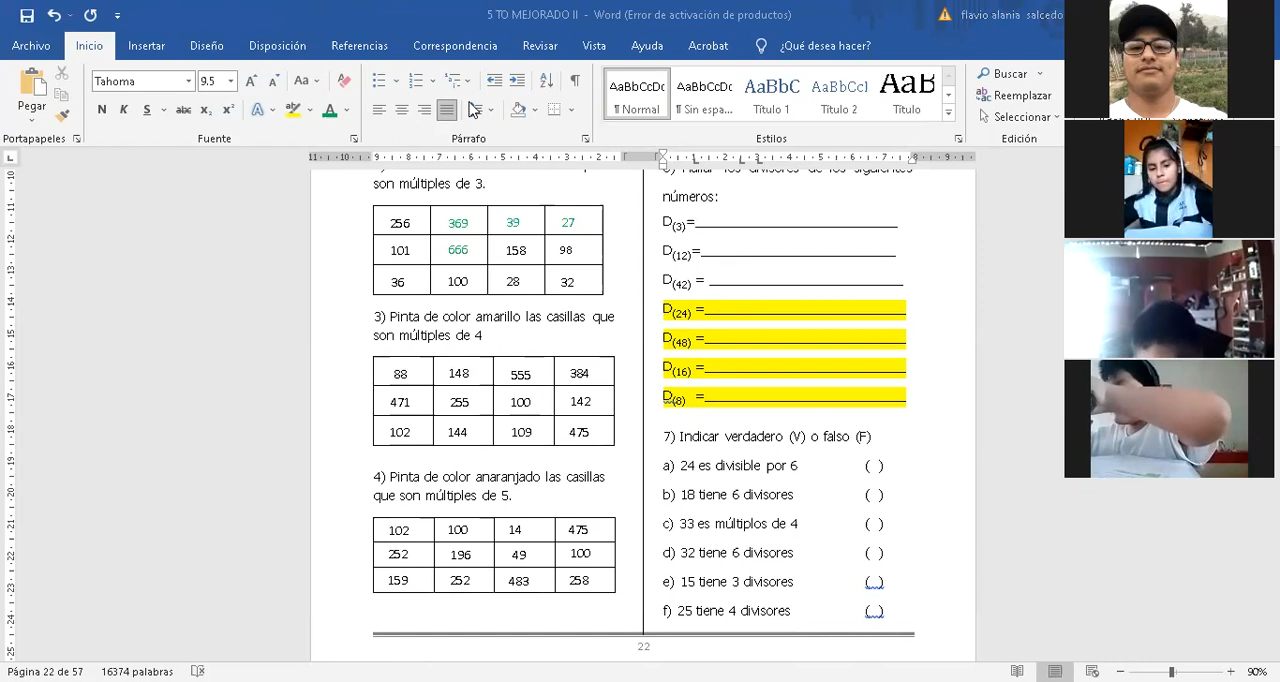 5 TO MEJORADO II - Word (Error de activación de productos)
flavio alania salcedo
Archivo Inicio Insertar Diseño Disposición Referencias Correspondencia Revisar Vista Ayuda Acrobat ¿Qué desea hacer?
Pegar
Tahoma 9.5
N K S abc x₂ x²
AaBbCcDc AaBbCcDc AaBbC AaBbCcI AaB
¶ Normal ¶ Sin espa... Título 1 Título 2 Título
Buscar
Reemplazar
Seleccionar
Portapapeles Fuente Párrafo Estilos Edición
son múltiples de 3.
256 369 39 27
101 666 158 98
36 100 28 32
3) Pinta de color amarillo las casillas que
son múltiples de 4
88 148 555 384
471 255 100 142
102 144 109 475
4) Pinta de color anaranjado las casillas
que son múltiples de 5.
102 100 14 475
252 196 49 100
159 252 483 258
números:
D(3)=
D(12)=
D(42) =
D(24) =
D(48) =
D(16) =
D(8) =
7) Indicar verdadero (V) o falso (F)
a) 24 es divisible por 6 ( )
b) 18 tiene 6 divisores ( )
c) 33 es múltiplos de 4 ( )
d) 32 tiene 6 divisores ( )
e) 15 tiene 3 divisores ( )
f) 25 tiene 4 divisores ( )
22
Página 22 de 57 16374 palabras
90%